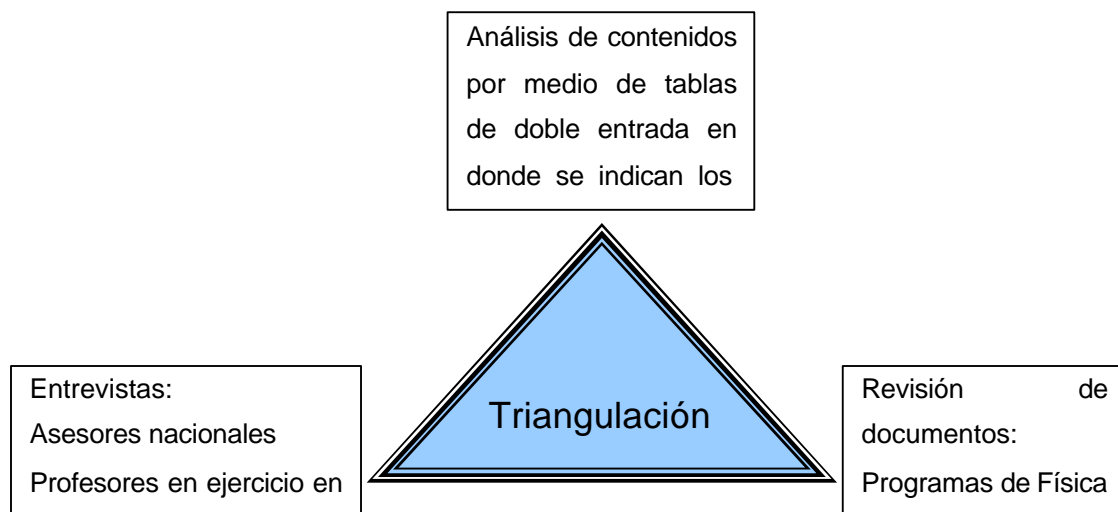 Análisis de contenidos
por medio de tablas
de doble entrada en
donde se indican los
Triangulación
Entrevistas:
Asesores nacionales
Profesores en ejercicio en
Revisión de
documentos:
Programas de Física